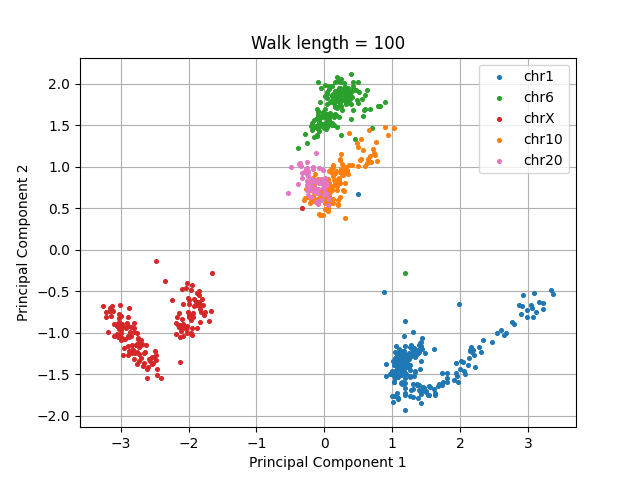 Walk length = 100
Principal Component 2
2.0
1.5
1.0
0.5
0.0
−0.5
−1.0
−1.5
−2.0
chr1
chr6
chrX
chr10
chr20
−3 −2 −1 0 1 2 3
Principal Component 1